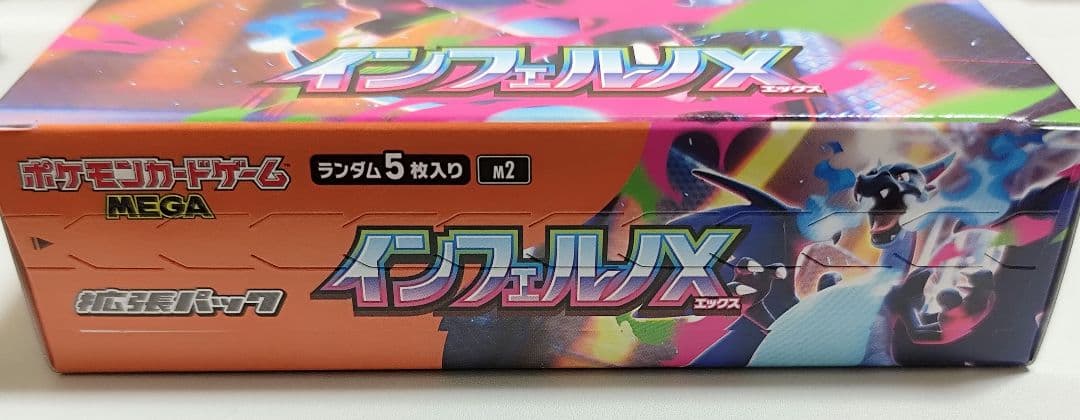 インフェルノX
エックス
ポケモンカードゲーム™
MEGA
ランダム5枚入り
M2
インフェルノX
エックス
拡張パック